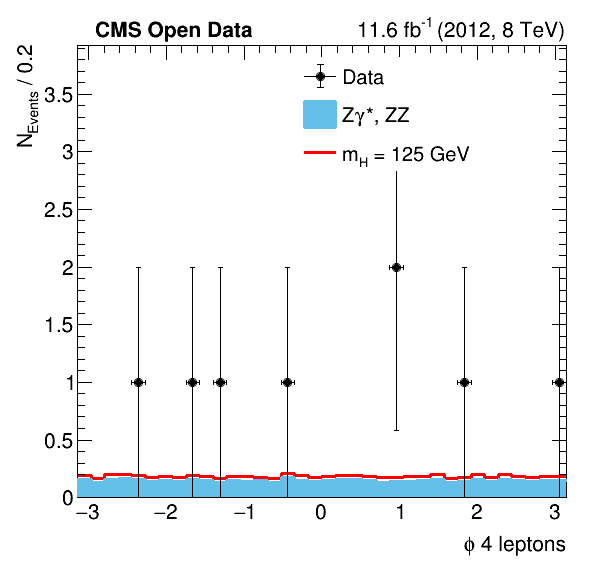 CMS Open Data 11.6 fb⁻¹ (2012, 8 TeV)
N_Events / 0.2
Data
Zγ*, ZZ
m_H = 125 GeV
3.5
3
2.5
2
1.5
1
0.5
0
−3 −2 −1 0 1 2 3
ϕ 4 leptons